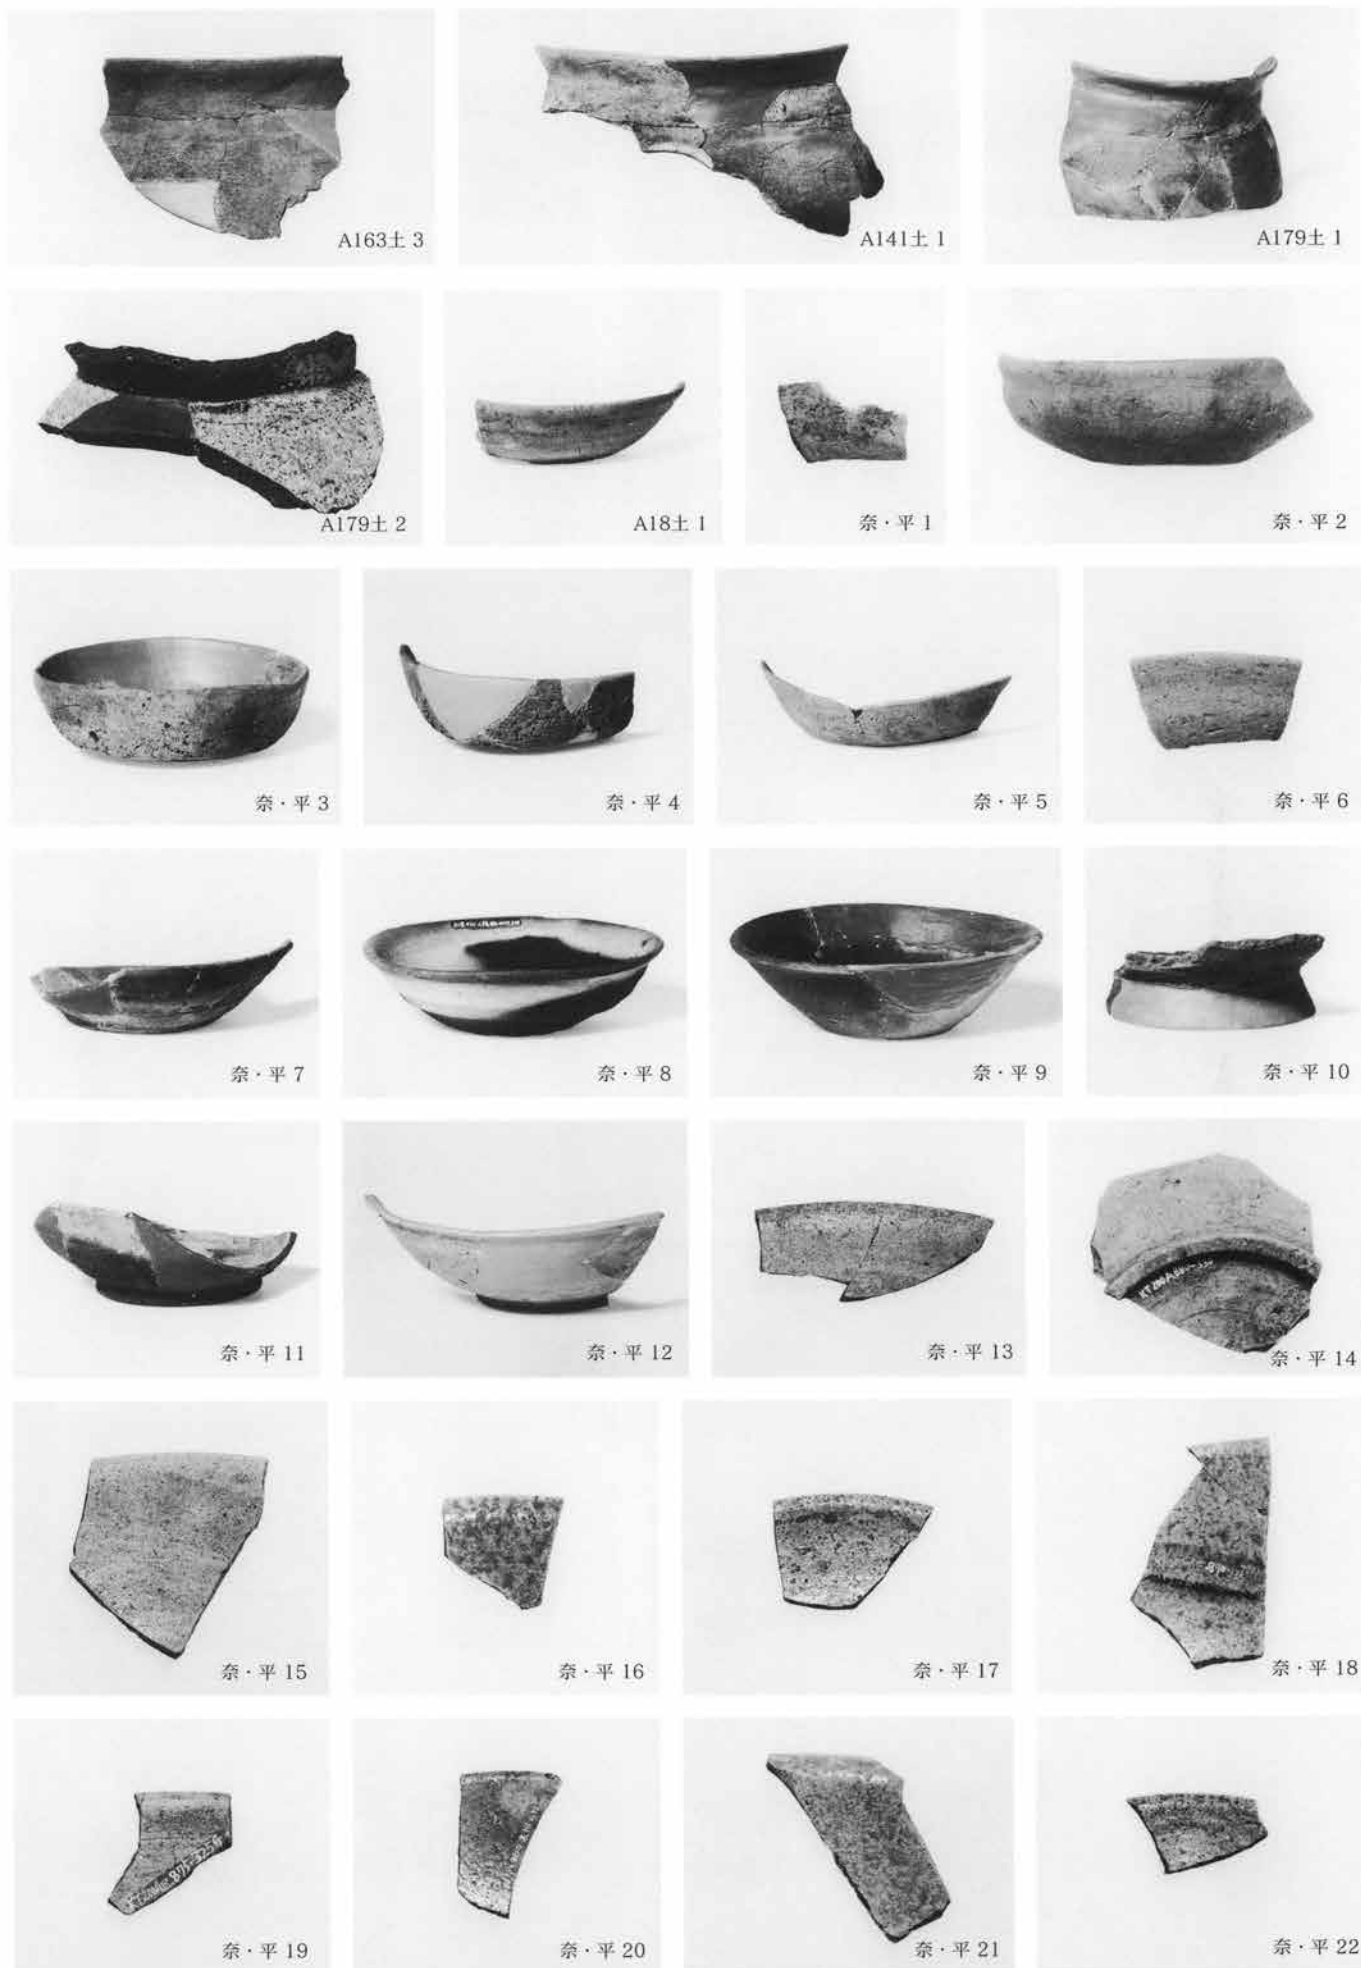 A163土 3
A141土 1
A179土 1
A179土 2
A18土 1
奈・平 1
奈・平 2
奈・平 3
奈・平 4
奈・平 5
奈・平 6
奈・平 7
奈・平 8
奈・平 9
奈・平 10
奈・平 11
奈・平 12
奈・平 13
奈・平 14
奈・平 15
奈・平 16
奈・平 17
奈・平 18
奈・平 19
奈・平 20
奈・平 21
奈・平 22